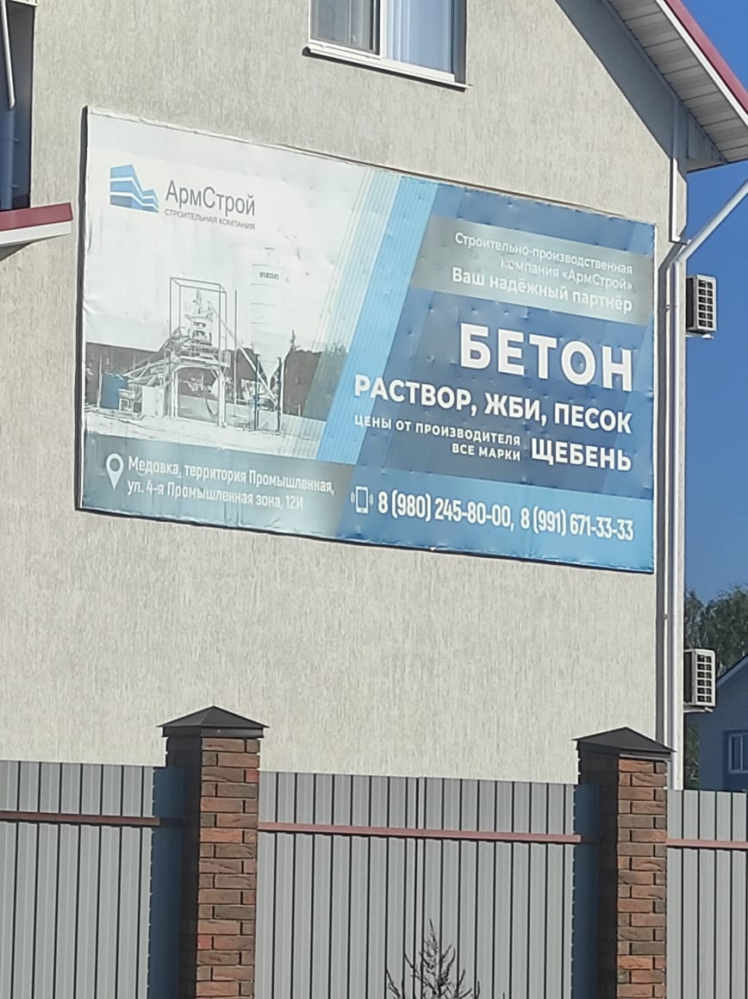 АрмСтрой
СТРОИТЕЛЬНАЯ КОМПАНИЯ
Строительно-производственная
компания «АрмСтрой»
Ваш надёжный партнёр
БЕТОН
РАСТВОР, ЖБИ, ПЕСОК
ЦЕНЫ ОТ ПРОИЗВОДИТЕЛЯ
ВСЕ МАРКИ ЩЕБЕНЬ
Медовка, территория Промышленная,
ул. 4-я Промышленная зона, 12И
8 (980) 245-80-00, 8 (991) 671-33-33